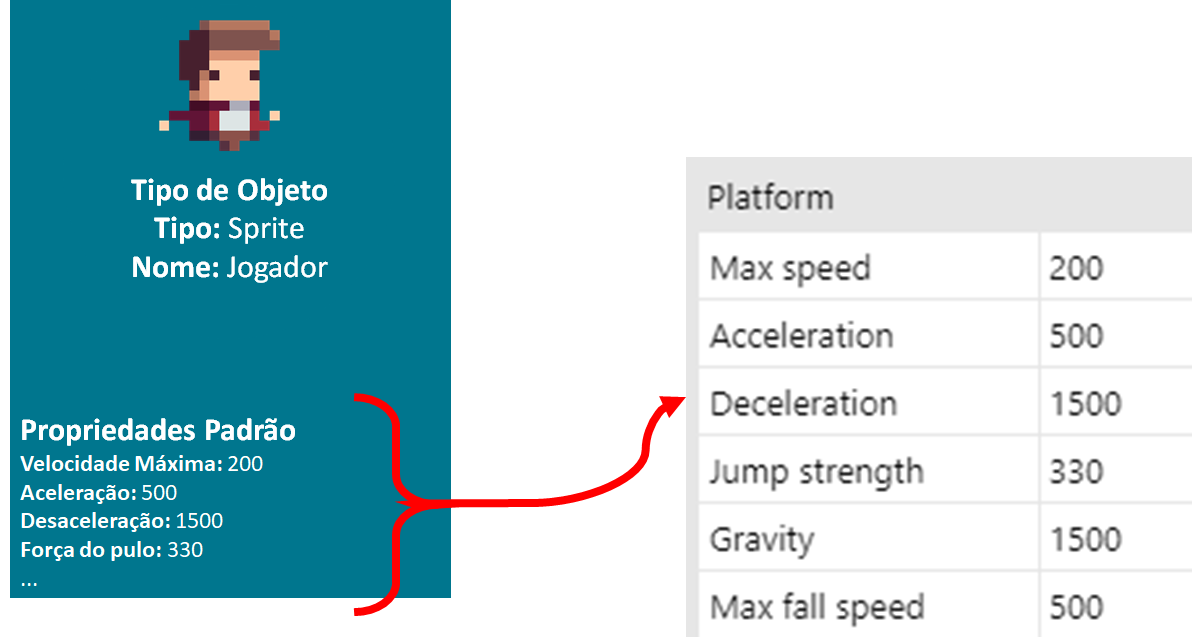 Tipo de Objeto
Tipo: Sprite
Nome: Jogador
Propriedades Padrão
Velocidade Máxima: 200
Aceleração: 500
Desaceleração: 1500
Força do pulo: 330
...
Platform
Max speed 200
Acceleration 500
Deceleration 1500
Jump strength 330
Gravity 1500
Max fall speed 500